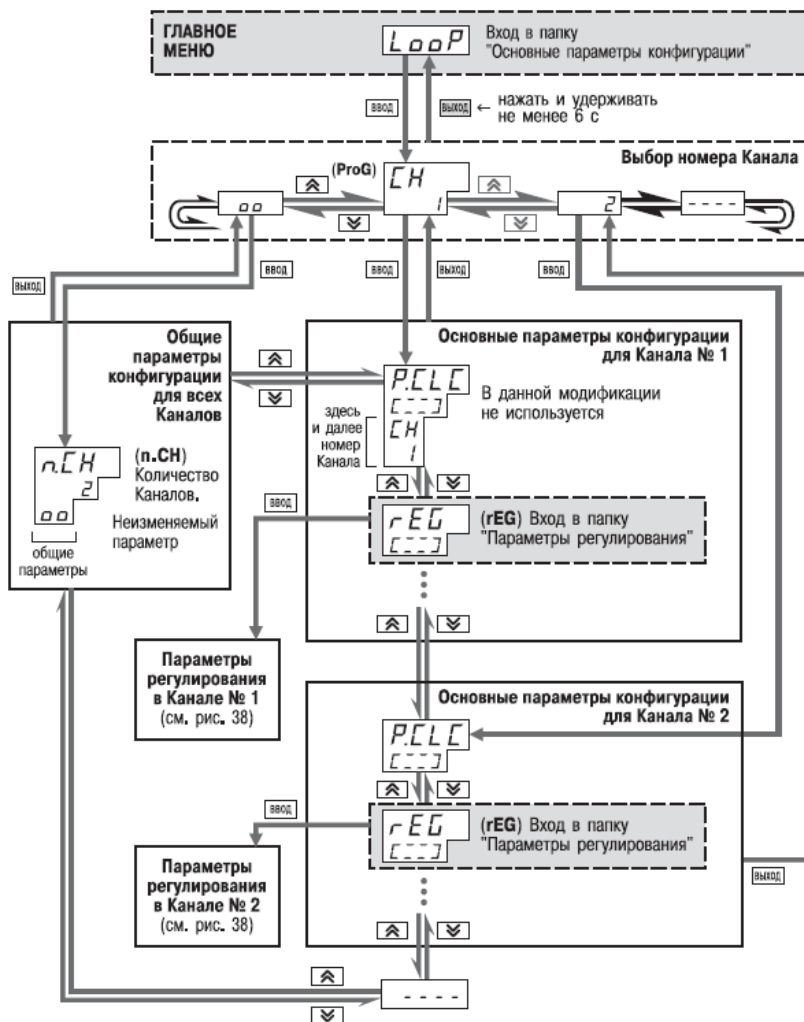 ГЛАВНОЕ
МЕНЮ
LooP
Вход в папку
"Основные параметры конфигурации"
ВВОД
ВЫХОД
← нажать и удерживать
не менее 6 с
Выбор номера Канала
(ProG)
CH
1
oo
2
----
ВЫХОД
ВВОД
ВВОД
ВЫХОД
ВВОД
Общие
параметры
конфигурации
для всех
Каналов
n.CH
2
oo
(n.CH)
Количество
Каналов.
Неизменяемый
параметр
общие
параметры
Основные параметры конфигурации
для Канала № 1
P.CLC
[---]
CH
1
В данной модификации
не используется
здесь
и далее
номер
Канала
ВВОД
rEG
[---]
(rEG) Вход в папку
"Параметры регулирования"
Параметры
регулирования
в Канале № 1
(см. рис. 38)
Основные параметры конфигурации
для Канала № 2
P.CLC
[---]
ВВОД
rEG
[---]
(rEG) Вход в папку
"Параметры регулирования"
Параметры
регулирования
в Канале № 2
(см. рис. 38)
ВЫХОД
----